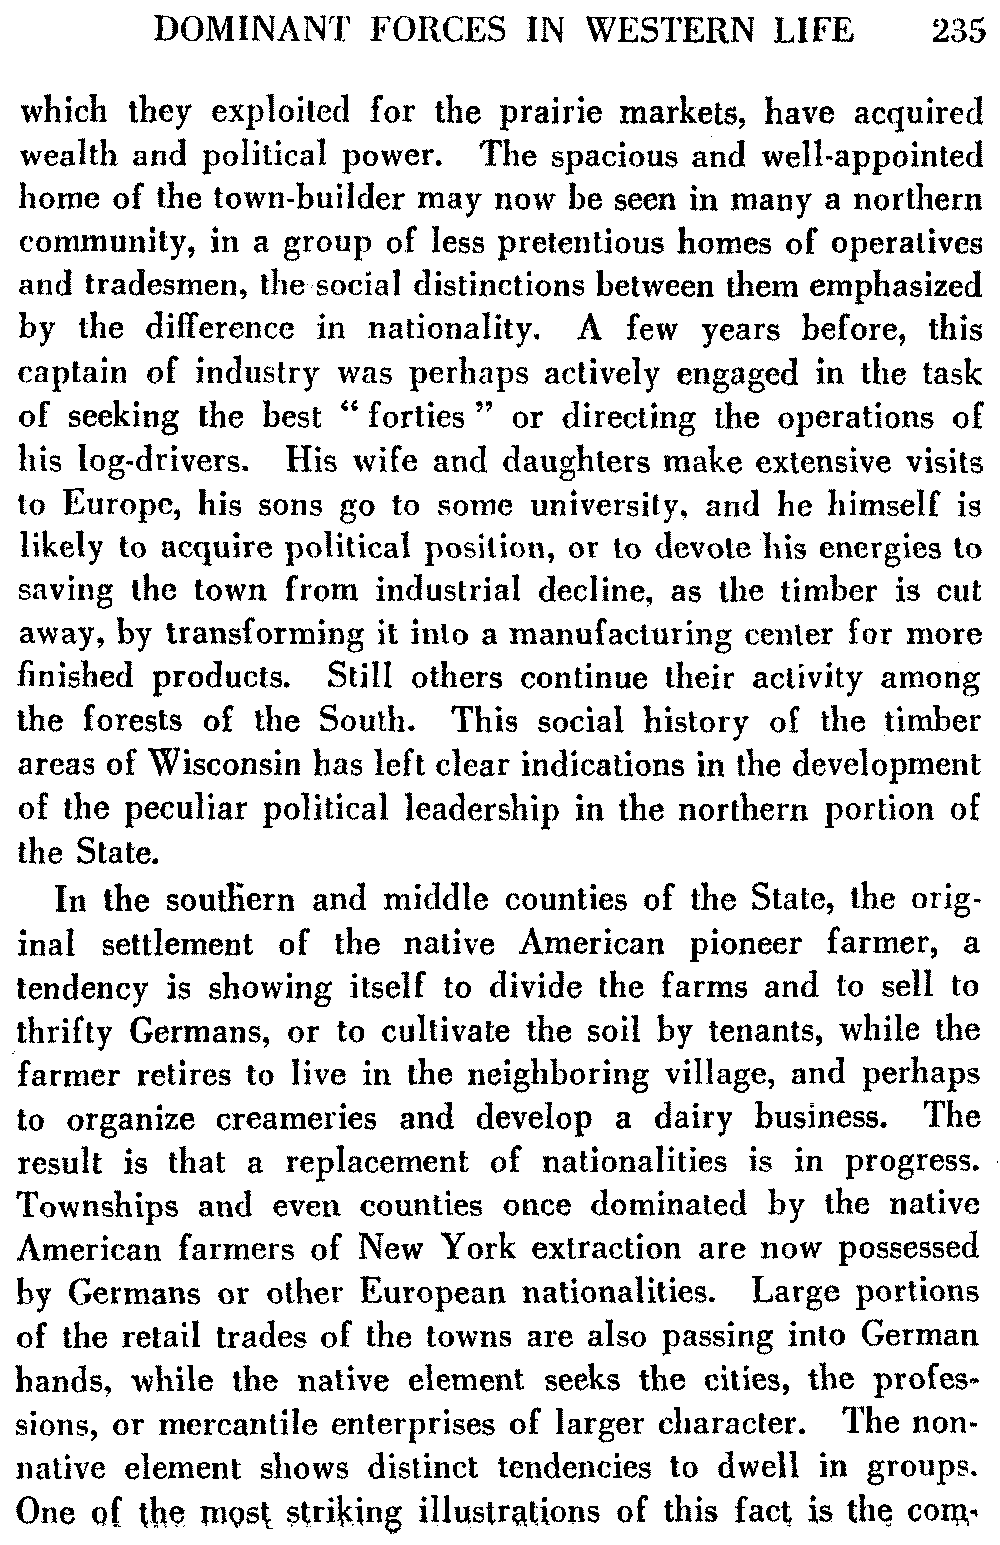 DOMINANT FORCES IN WESTERN LIFE 235
which they exploited for the prairie markets, have acquired
wealth and political power. The spacious and well-appointed
home of the town-builder may now be seen in many a northern
community, in a group of less pretentious homes of operatives
and tradesmen, the social distinctions between them emphasized
by the difference in nationality. A few years before, this
captain of industry was perhaps actively engaged in the task
of seeking the best “ forties ” or directing the operations of
his log-drivers. His wife and daughters make extensive visits
to Europe, his sons go to some university, and he himself is
likely to acquire political position, or to devote his energies to
saving the town from industrial decline, as the timber is cut
away, by transforming it into a manufacturing center for more
finished products. Still others continue their activity among
the forests of the South. This social history of the timber
areas of Wisconsin has left clear indications in the development
of the peculiar political leadership in the northern portion of
the State.
In the southern and middle counties of the State, the orig-
inal settlement of the native American pioneer farmer, a
tendency is showing itself to divide the farms and to sell to
thrifty Germans, or to cultivate the soil by tenants, while the
farmer retires to live in the neighboring village, and perhaps
to organize creameries and develop a dairy business. The
result is that a replacement of nationalities is in progress.
Townships and even counties once dominated by the native
American farmers of New York extraction are now possessed
by Germans or other European nationalities. Large portions
of the retail trades of the towns are also passing into German
hands, while the native element seeks the cities, the profes-
sions, or mercantile enterprises of larger character. The non-
native element shows distinct tendencies to dwell in groups.
One of the most striking illustrations of this fact is the com-